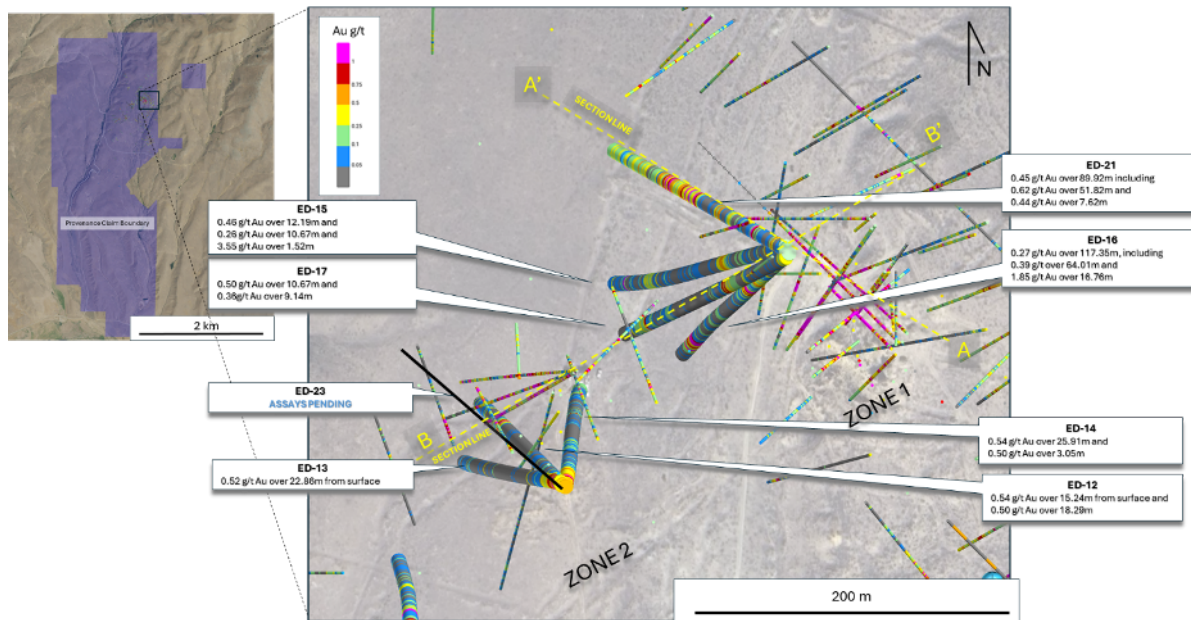 Provenance Claim Boundary
2 km
Au g/t
1
0.75
0.5
0.25
0.1
0.05
N
A'
SECTION LINE
B'
A
ZONE 1
B
SECTION LINE
ZONE 2
200 m
ED-15
0.46 g/t Au over 12.19m and
0.26 g/t Au over 10.67m and
3.55 g/t Au over 1.52m
ED-17
0.50 g/t Au over 10.67m and
0.36g/t Au over 9.14m
ED-23
ASSAYS PENDING
ED-13
0.52 g/t Au over 22.86m from surface
ED-21
0.45 g/t Au over 89.92m including
0.62 g/t Au over 51.82m and
0.44 g/t Au over 7.62m
ED-16
0.27 g/t Au over 117.35m, including
0.39 g/t over 64.01m and
1.85 g/t Au over 16.76m
ED-14
0.54 g/t Au over 25.91m and
0.50 g/t Au over 3.05m
ED-12
0.54 g/t Au over 15.24m from surface and
0.50 g/t Au over 18.29m